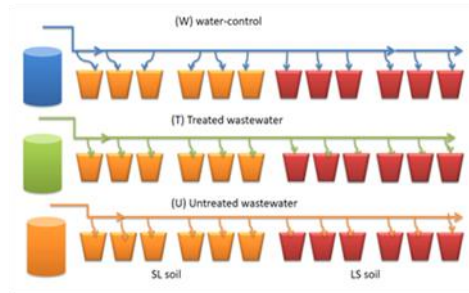 (W) water-control
(T) Treated wastewater
(U) Untreated wastewater
SL soil
LS soil